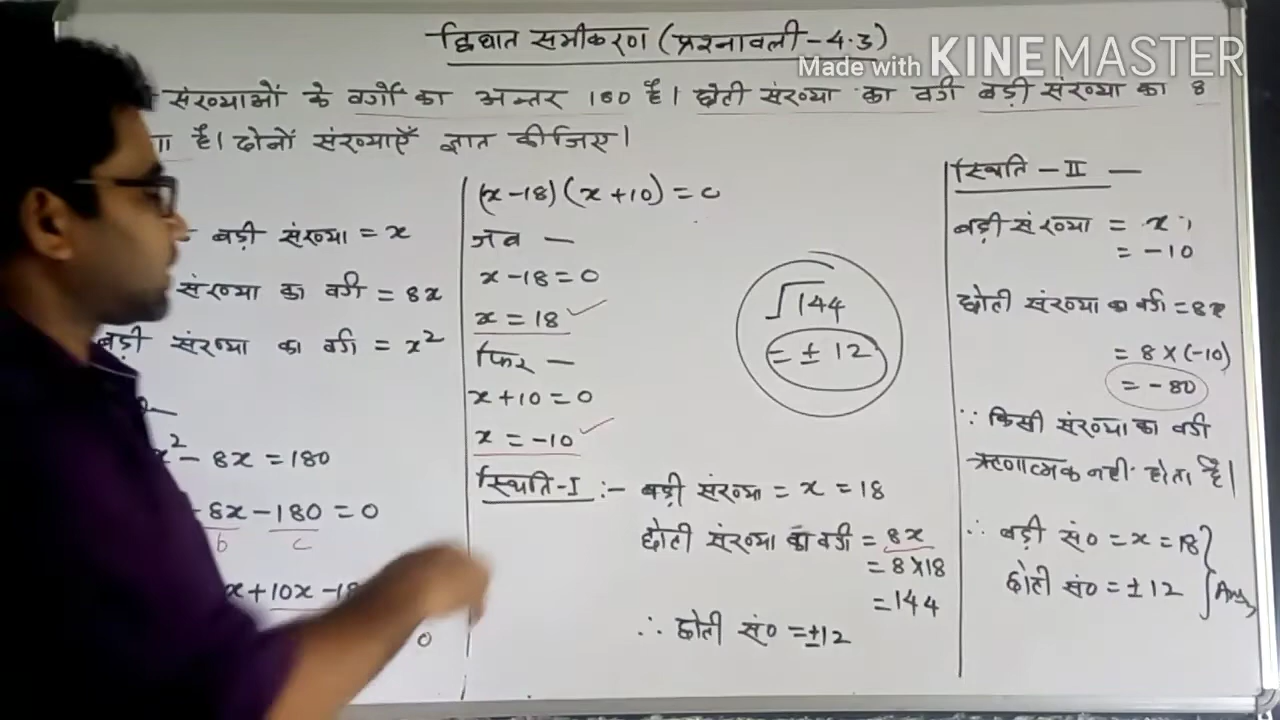 द्विघात समीकरण (प्रश्नावली-4.3)
Made with KINEMASTER
संख्याओं के वर्गों का अन्तर 180 है। छोटी संख्या का वर्ग बड़ी संख्या का 8
है। दोनों संख्याएँ ज्ञात कीजिए।
बड़ी संख्या = x
संख्या का वर्ग = 8x
बड़ी संख्या का वर्ग = x²
x² - 8x = 180
- 8x - 180 = 0
b c
x + 10x - 18
0
(x-18)(x+10) = 0
जब —
x - 18 = 0
x = 18
फिर —
x + 10 = 0
x = -10
स्थिति-I :- बड़ी संख्या = x = 18
छोटी संख्या का वर्ग = 8x
= 8×18
= 144
∴ छोटी सं० = ±12
√144
= ± 12
स्थिति - II —
बड़ी संख्या = x
= -10
छोटी संख्या का वर्ग = 8x
= 8 × (-10)
= - 80
∵ किसी संख्या का वर्ग
ऋणात्मक नही होता है।
∴ बड़ी सं० = x = 18
छोटी सं० = ± 12
Ans